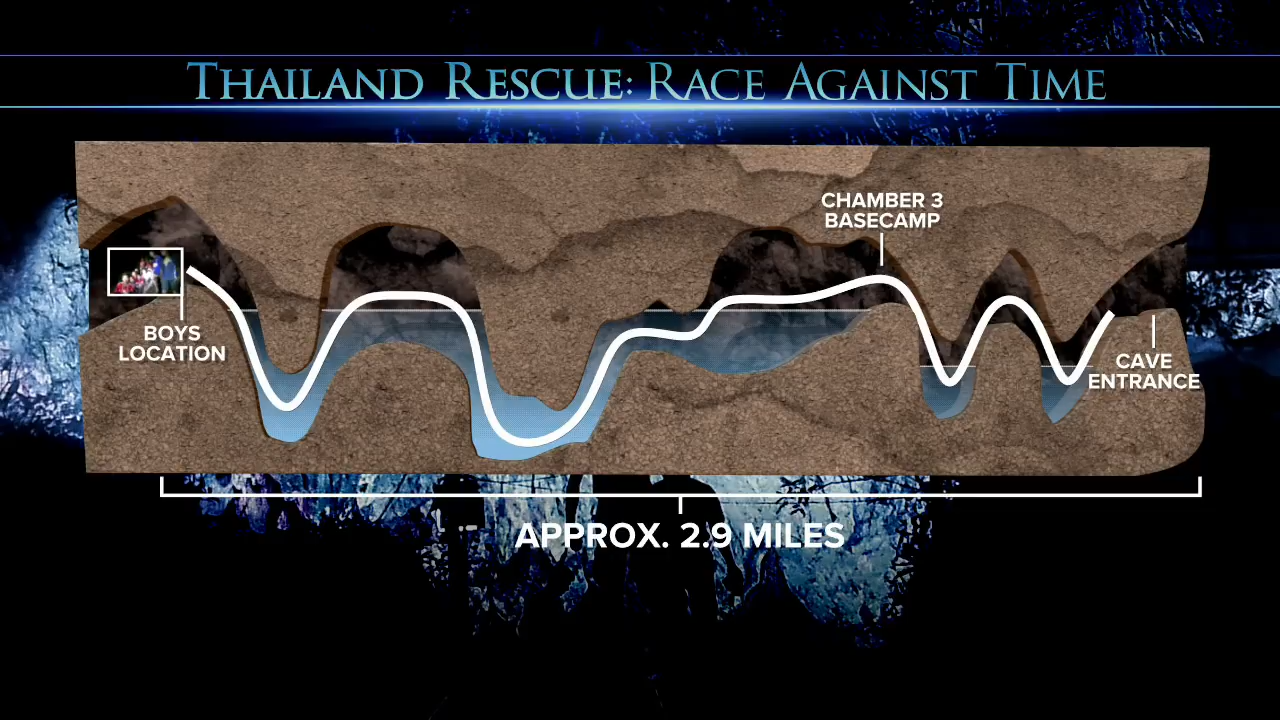 THAILAND RESCUE: RACE AGAINST TIME
CHAMBER 3
BASECAMP
BOYS
LOCATION
CAVE
ENTRANCE
APPROX. 2.9 MILES